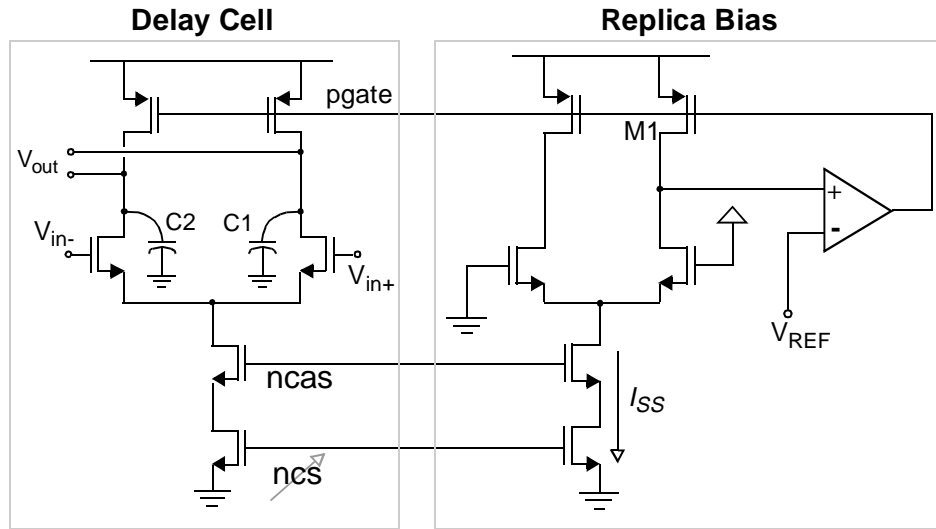 Delay Cell
Replica Bias
pgate
M1
Vout
C2
C1
Vin-
Vin+
+
-
VREF
ncas
ISS
ncs